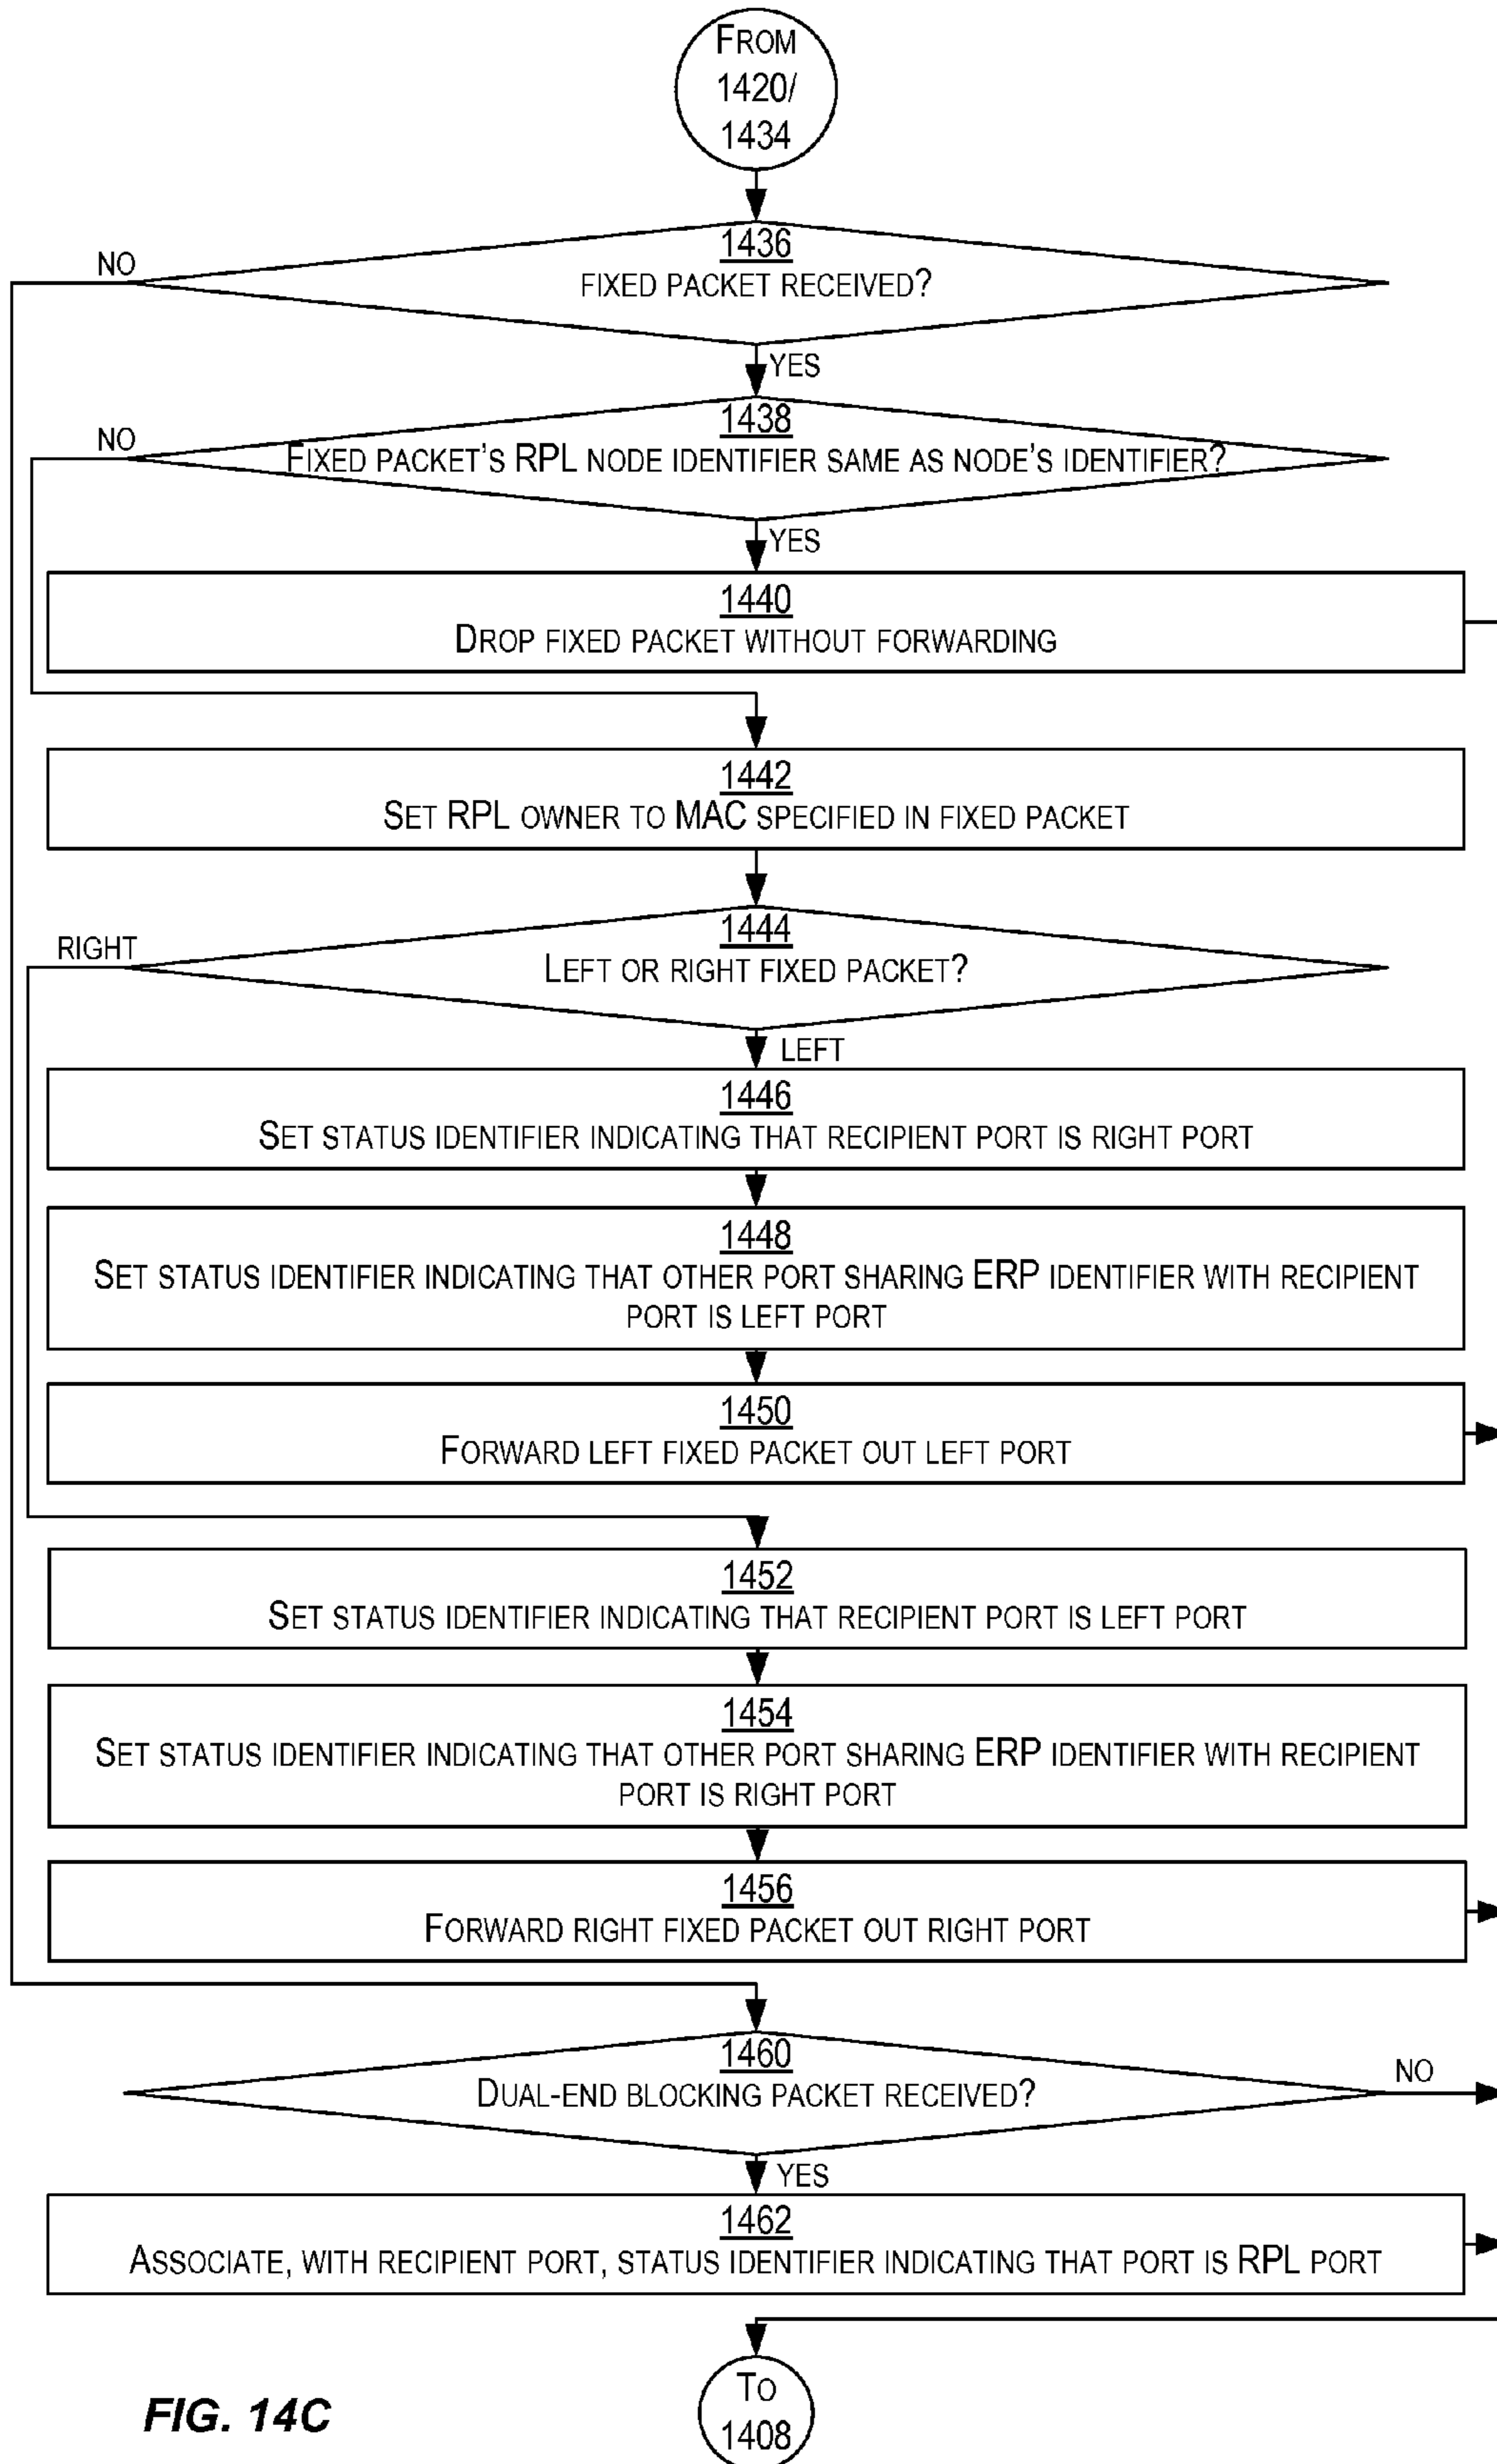 FROM
1420/
1434
1436
NO
FIXED PACKET RECEIVED?
YES
1438
NO
FIXED PACKET'S RPL NODE IDENTIFIER SAME AS NODE'S IDENTIFIER?
YES
1440
DROP FIXED PACKET WITHOUT FORWARDING
1442
SET RPL OWNER TO MAC SPECIFIED IN FIXED PACKET
1444
RIGHT
LEFT OR RIGHT FIXED PACKET?
LEFT
1446
SET STATUS IDENTIFIER INDICATING THAT RECIPIENT PORT IS RIGHT PORT
1448
SET STATUS IDENTIFIER INDICATING THAT OTHER PORT SHARING ERP IDENTIFIER WITH RECIPIENT
PORT IS LEFT PORT
1450
FORWARD LEFT FIXED PACKET OUT LEFT PORT
1452
SET STATUS IDENTIFIER INDICATING THAT RECIPIENT PORT IS LEFT PORT
1454
SET STATUS IDENTIFIER INDICATING THAT OTHER PORT SHARING ERP IDENTIFIER WITH RECIPIENT
PORT IS RIGHT PORT
1456
FORWARD RIGHT FIXED PACKET OUT RIGHT PORT
1460
DUAL-END BLOCKING PACKET RECEIVED?
NO
YES
1462
ASSOCIATE, WITH RECIPIENT PORT, STATUS IDENTIFIER INDICATING THAT PORT IS RPL PORT
TO
1408
FIG. 14C